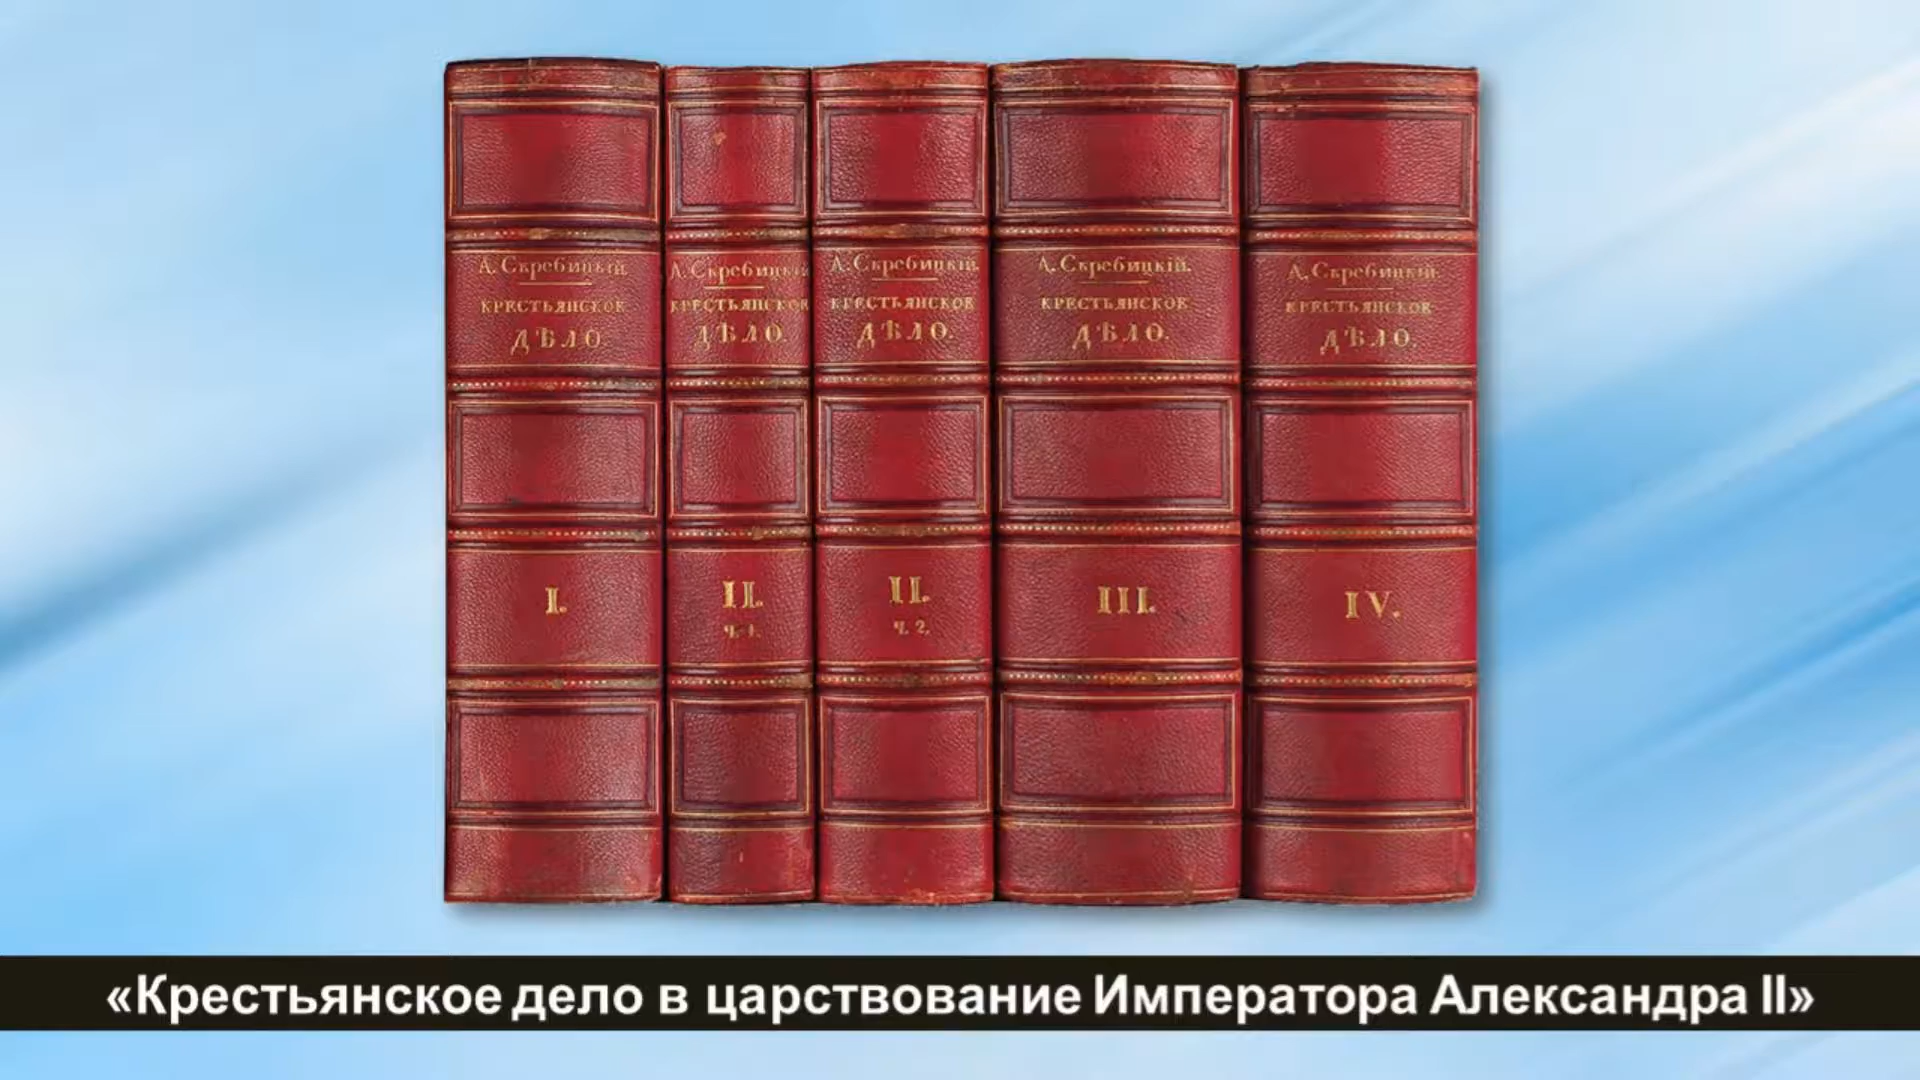 А. Скребицкій.
КРЕСТЬЯНСКОЕ
ДѢЛО.
I.
А. Скребицкій
КРЕСТЬЯНСКОЕ
ДѢЛО.
II.
Ч. 1.
А. Скребицкій.
КРЕСТЬЯНСКОЕ
ДѢЛО.
II.
Ч. 2.
А. Скребицкій.
КРЕСТЬЯНСКОЕ
ДѢЛО.
III.
А. Скребицкій.
КРЕСТЬЯНСКОЕ
ДѢЛО.
IV.
«Крестьянское дело в царствование Императора Александра II»